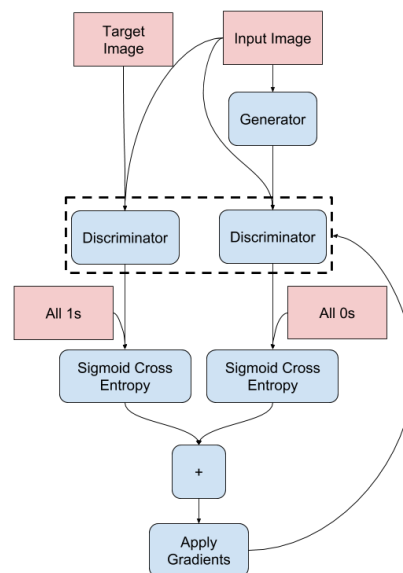 Target
Image
Input Image
Generator
Discriminator
Discriminator
All 1s
All 0s
Sigmoid Cross
Entropy
Sigmoid Cross
Entropy
+
Apply
Gradients